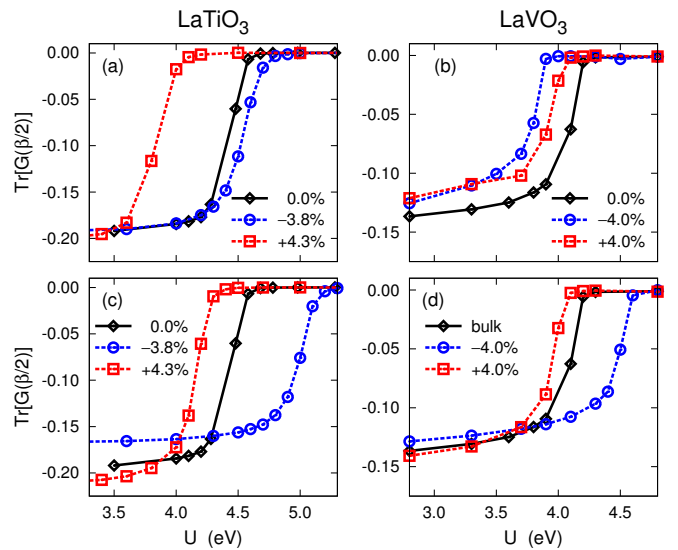 LaTiO3 LaVO3
(a)
0.00
-0.05
-0.10
-0.15
-0.20
Tr[G(β/2)]
0.0%
−3.8%
+4.3%
(b)
0.00
-0.05
-0.10
-0.15
0.0%
−4.0%
+4.0%
(c)
0.00
-0.05
-0.10
-0.15
-0.20
Tr[G(β/2)]
0.0%
−3.8%
+4.3%
3.5 4.0 4.5 5.0
U (eV)
(d)
0.00
-0.05
-0.10
-0.15
bulk
−4.0%
+4.0%
3.0 3.5 4.0 4.5
U (eV)